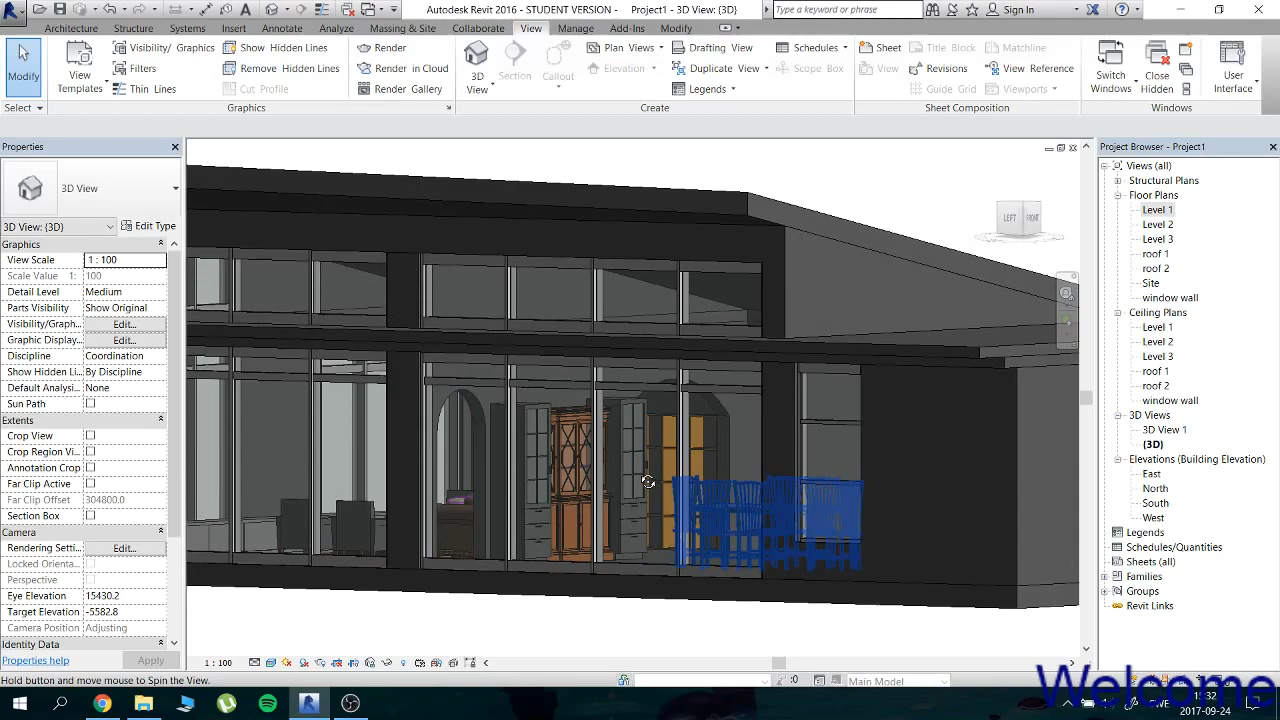 Autodesk Revit 2016 - STUDENT VERSION - Project1 - 3D View: {3D}
Type a keyword or phrase
Sign In
Architecture Structure Systems Insert Annotate Analyze Massing & Site Collaborate View Manage Add-Ins Modify
Modify
Select
View Templates
Visibility/ Graphics
Filters
Thin Lines
Show Hidden Lines
Remove Hidden Lines
Cut Profile
Graphics
Render
Render in Cloud
Render Gallery
3D View
Section
Callout
Plan Views
Elevation
Drafting View
Duplicate View
Legends
Schedules
Scope Box
Create
Sheet
View
Title Block
Revisions
Guide Grid
Matchline
View Reference
Viewports
Sheet Composition
Switch Windows
Close Hidden
User Interface
Windows
Properties
3D View
3D View: {3D}
Edit Type
Graphics
View Scale 1 : 100
Scale Value 1: 100
Detail Level Medium
Parts Visibility Show Original
Visibility/Graph... Edit...
Graphic Display... Edit...
Discipline Coordination
Show Hidden L... By Discipline
Default Analysi... None
Sun Path
Extents
Crop View
Crop Region Vi...
Annotation Crop
Far Clip Active
Far Clip Offset 304800.0
Section Box
Camera
Rendering Setti... Edit...
Locked Orienta...
Perspective
Eye Elevation 15430.2
Target Elevation -5582.8
Camera Position Adjusting
Identity Data
Properties help
Apply
LEFT FRONT
Project Browser - Project1
Views (all)
Structural Plans
Floor Plans
Level 1
Level 2
Level 3
roof 1
roof 2
Site
window wall
Ceiling Plans
Level 1
Level 2
Level 3
roof 1
roof 2
window wall
3D Views
3D View 1
{3D}
Elevations (Building Elevation)
East
North
South
West
Legends
Schedules/Quantities
Sheets (all)
Families
Groups
Revit Links
1 : 100
Hold button and move mouse to Spin the View.
:0
Main Model
Welcome
SWE
15:32
2017-09-24